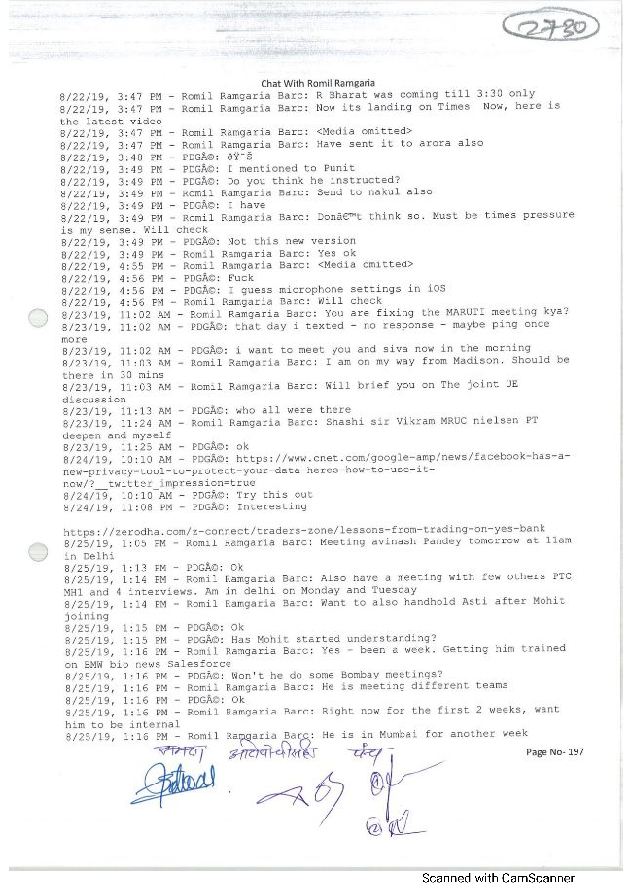 2730
Chat With Romil Ramgaria
8/22/19, 3:47 PM - Romil Ramgaria Barc: R Bharat was coming till 3:30 only
8/22/19, 3:47 PM - Romil Ramgaria Barc: Now its landing on Times Now, here is
the latest video
8/22/19, 3:47 PM - Romil Ramgaria Barc: <Media omitted>
8/22/19, 3:47 PM - Romil Ramgaria Barc: Have sent it to arora also
8/22/19, 3:48 PM - PDGÂ©:
8/22/19, 3:49 PM - PDGÂ©: I mentioned to Punit
8/22/19, 3:49 PM - PDGÂ©: Do you think he instructed?
8/22/19, 3:49 PM - Romil Ramgaria Barc: Send to nakul also
8/22/19, 3:49 PM - PDGÂ©: I have
8/22/19, 3:49 PM - Romil Ramgaria Barc: Donâ€™t think so. Must be times pressure
is my sense. Will check
8/22/19, 3:49 PM - PDGÂ©: Not this new version
8/22/19, 3:49 PM - Romil Ramgaria Barc: Yes ok
8/22/19, 4:55 PM - Romil Ramgaria Barc: <Media omitted>
8/22/19, 4:56 PM - PDGÂ©: Fuck
8/22/19, 4:56 PM - PDGÂ©: I guess microphone settings in iOS
8/22/19, 4:56 PM - Romil Ramgaria Barc: Will check
8/23/19, 11:02 AM - Romil Ramgaria Barc: You are fixing the MARUTI meeting kya?
8/23/19, 11:02 AM - PDGÂ©: that day i texted - no response - maybe ping once
more
8/23/19, 11:02 AM - PDGÂ©: i want to meet you and siva now in the morning
8/23/19, 11:03 AM - Romil Ramgaria Barc: I am on my way from Madison. Should be
there in 30 mins
8/23/19, 11:03 AM - Romil Ramgaria Barc: Will brief you on The joint JE
discussion
8/23/19, 11:13 AM - PDGÂ©: who all were there
8/23/19, 11:24 AM - Romil Ramgaria Barc: Shashi sir Vikram MRUC nielsen PT
deepen and myself
8/23/19, 11:25 AM - PDGÂ©: ok
8/24/19, 10:10 AM - PDGÂ©: https://www.cnet.com/google-amp/news/facebook-has-a-
new-privacy-tool-to-protect-your-data-heres-how-to-use-it-
now/?__twitter_impression=true
8/24/19, 10:10 AM - PDGÂ©: Try this out
8/24/19, 11:08 PM - PDGÂ©: Interesting
https://zerodha.com/z-connect/traders-zone/lessons-from-trading-on-yes-bank
8/25/19, 1:05 PM - Romil Ramgaria Barc: Meeting avinash Pandey tomorrow at 11am
in Delhi
8/25/19, 1:13 PM - PDGÂ©: Ok
8/25/19, 1:14 PM - Romil Ramgaria Barc: Also have a meeting with few others PTC
MH1 and 4 interviews. Am in delhi on Monday and Tuesday
8/25/19, 1:14 PM - Romil Ramgaria Barc: Want to also handhold Asti after Mohit
joining
8/25/19, 1:15 PM - PDGÂ©: Ok
8/25/19, 1:15 PM - PDGÂ©: Has Mohit started understanding?
8/25/19, 1:16 PM - Romil Ramgaria Barc: Yes - been a week. Getting him trained
on BMW bio news Salesforce
8/25/19, 1:16 PM - PDGÂ©: Won't he do some Bombay meetings?
8/25/19, 1:16 PM - Romil Ramgaria Barc: He is meeting different teams
8/25/19, 1:16 PM - PDGÂ©: Ok
8/25/19, 1:16 PM - Romil Ramgaria Barc: Right now for the first 2 weeks, want
him to be internal
8/25/19, 1:16 PM - Romil Ramgaria Barc: He is in Mumbai for another week
पंच
Page No- 197
Scanned with CamScanner